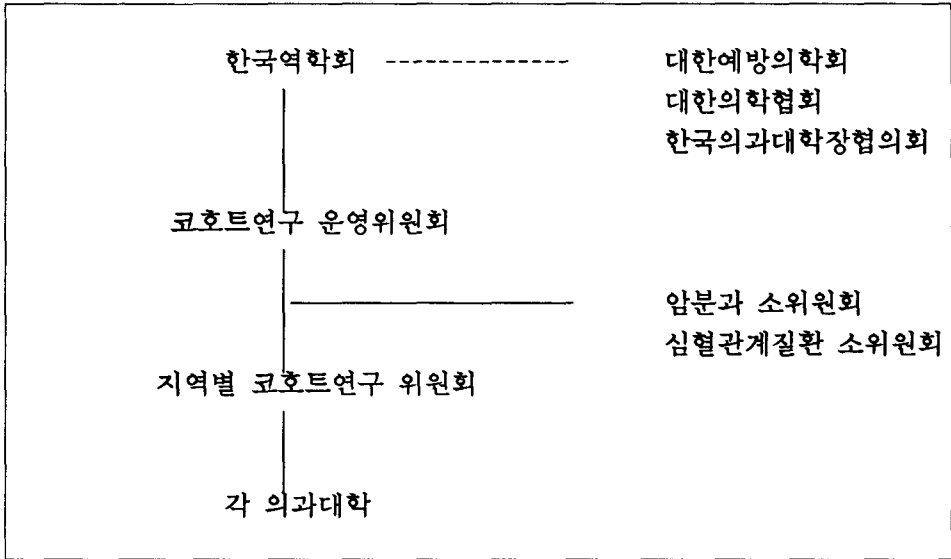 한국역학회
대한예방의학회
대한의학협회
한국의과대학장협의회
코호트연구 운영위원회
암분과 소위원회
심혈관계질환 소위원회
지역별 코호트연구 위원회
각 의과대학